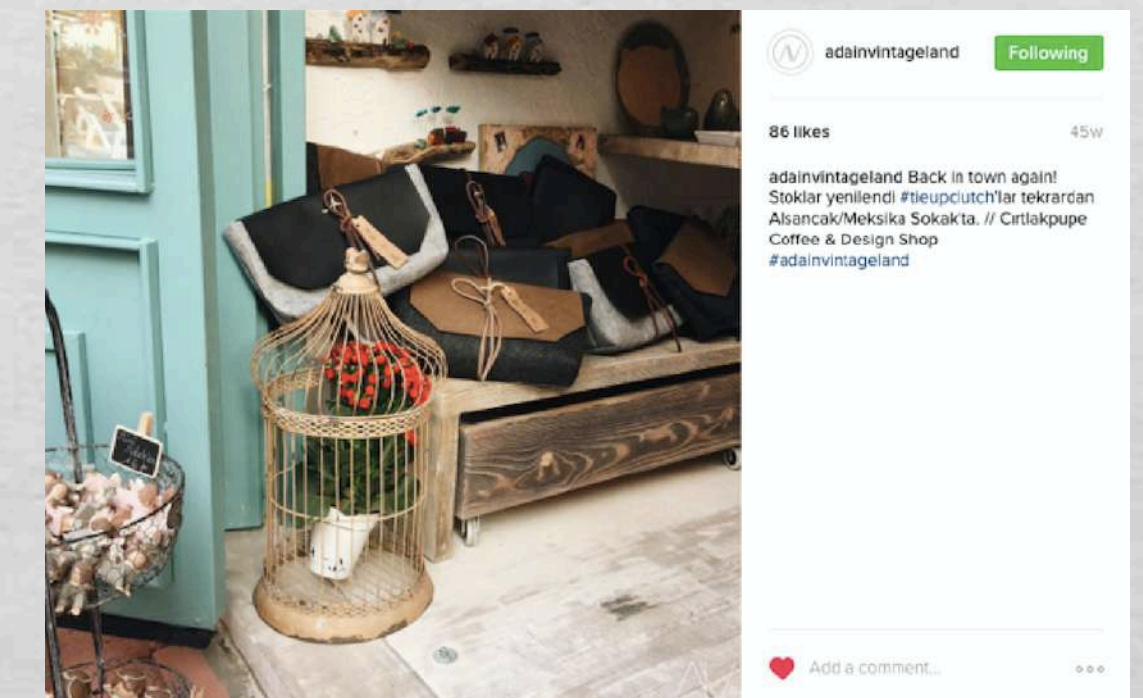 adainvintageland
Following
86 likes
45w
adainvintageland Back in town again!
Stoklar yenilendi #tieupclutch'lar tekrardan
Alsancak/Meksika Sokak'ta. // Cırtlakpupe
Coffee & Design Shop
#adainvintageland
Add a comment...